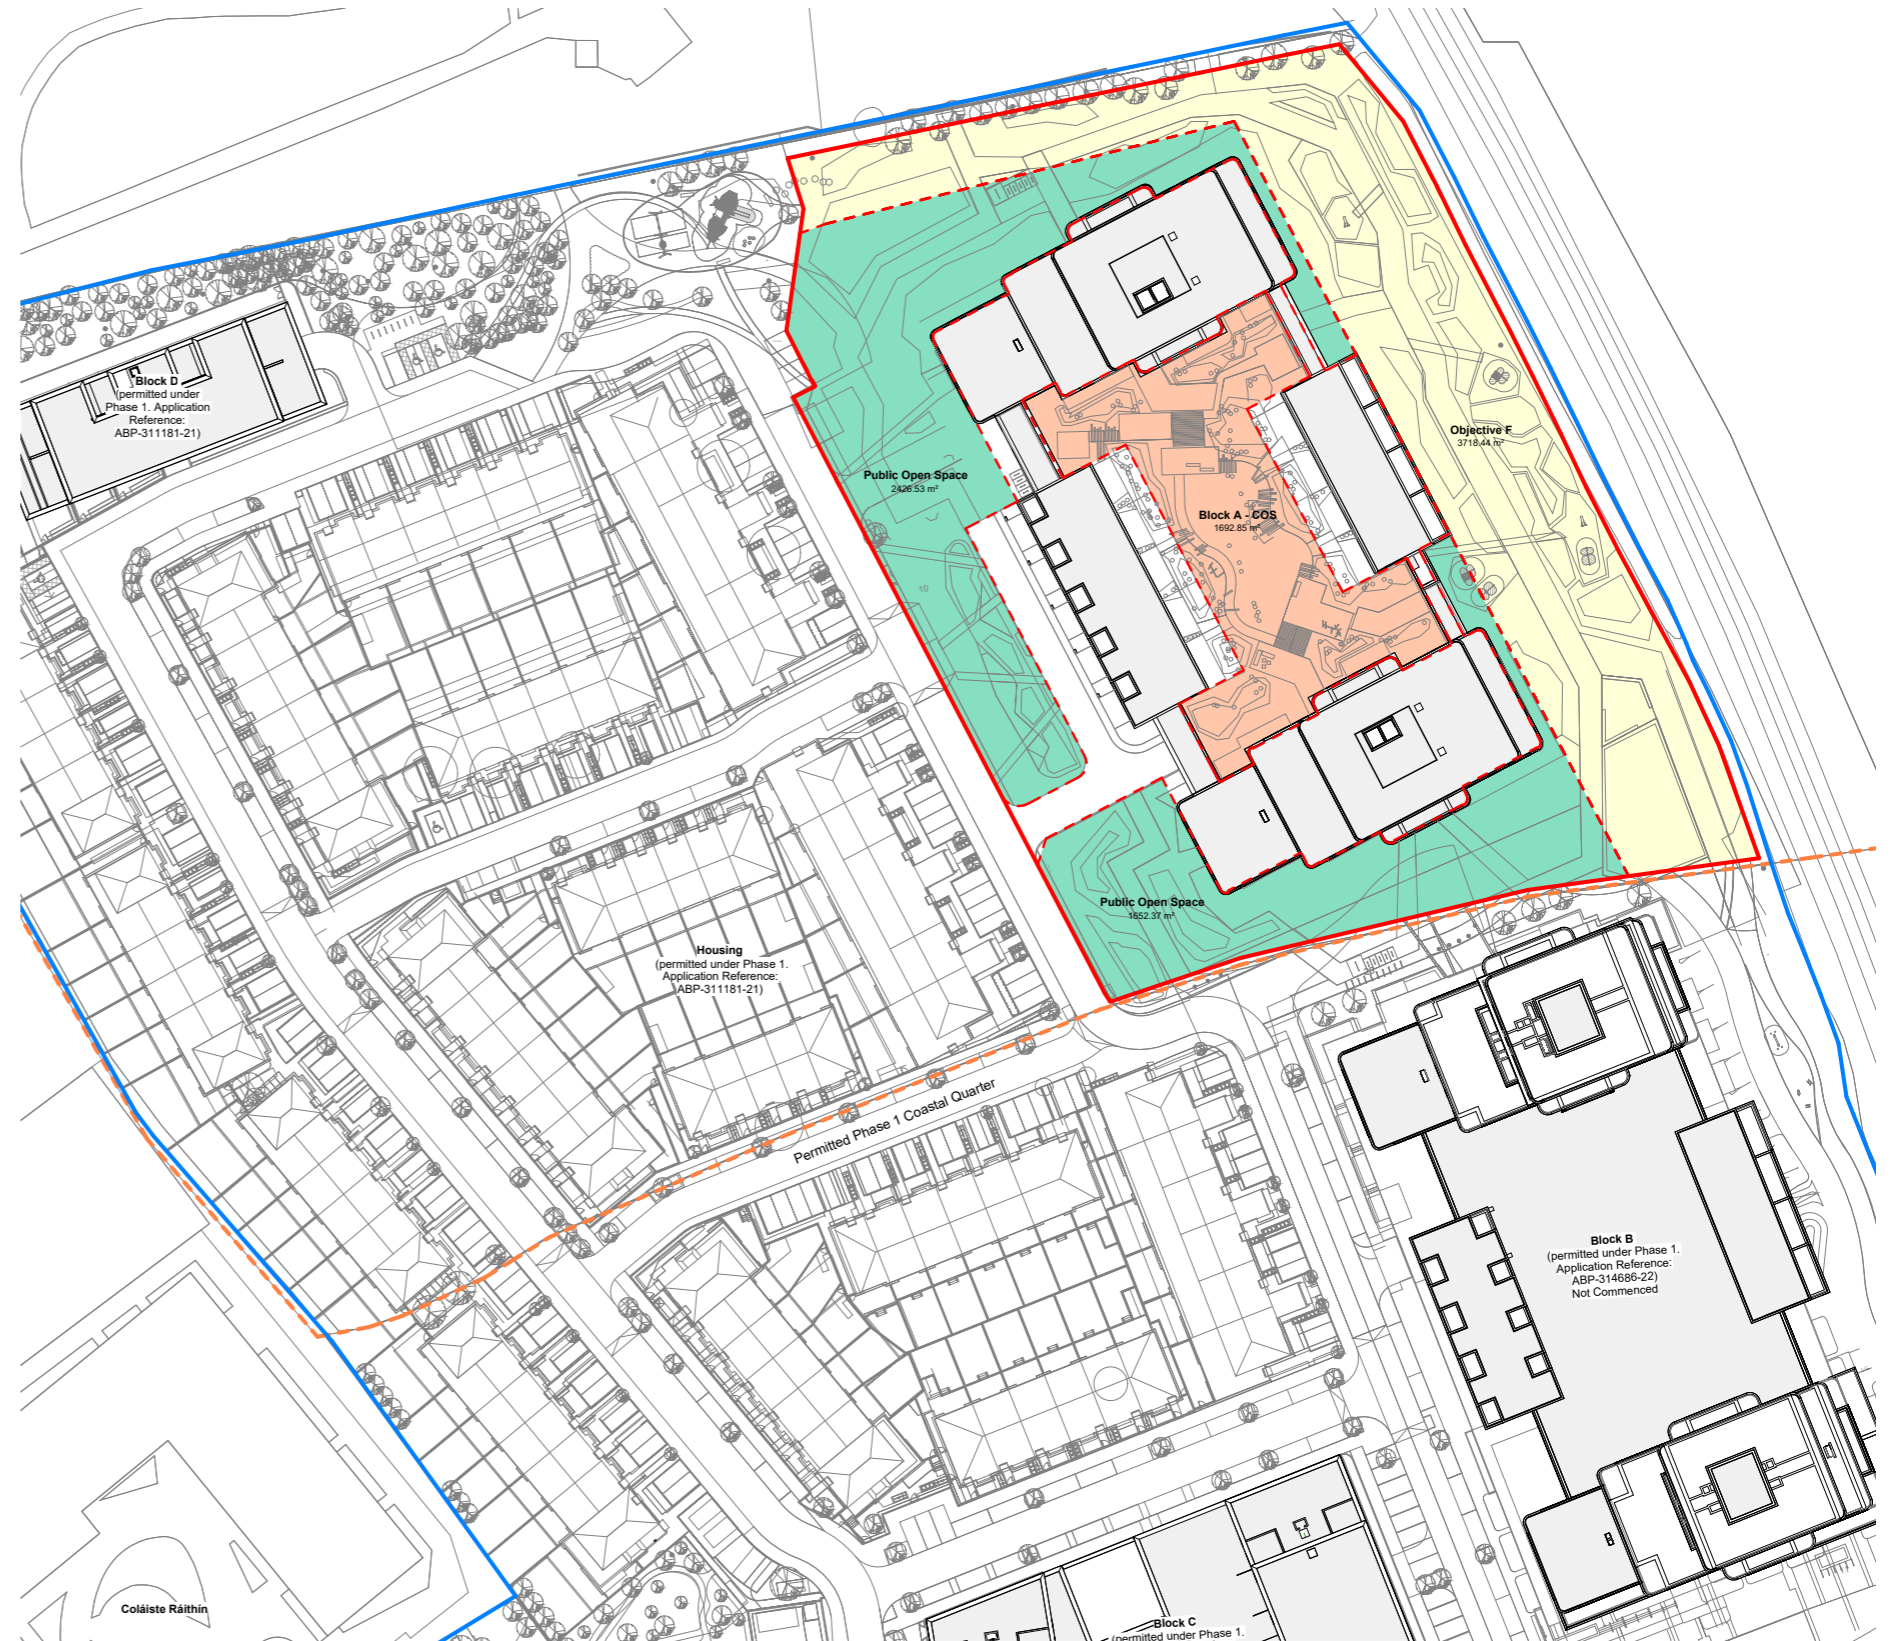 Block D
(permitted under
Phase 1. Application
Reference:
ABP-311181-21)
Public Open Space
2426.53 m²
Objective F
3718.44 m²
Block A - COS
1692.85 m²
Public Open Space
1652.37 m²
Housing
(permitted under Phase 1.
Application Reference:
ABP-311181-21)
Permitted Phase 1 Coastal Quarter
Block B
(permitted under Phase 1.
Application Reference:
ABP-314686-22)
Not Commenced
Coláiste Ráithín
Block C
(permitted under Phase 1.